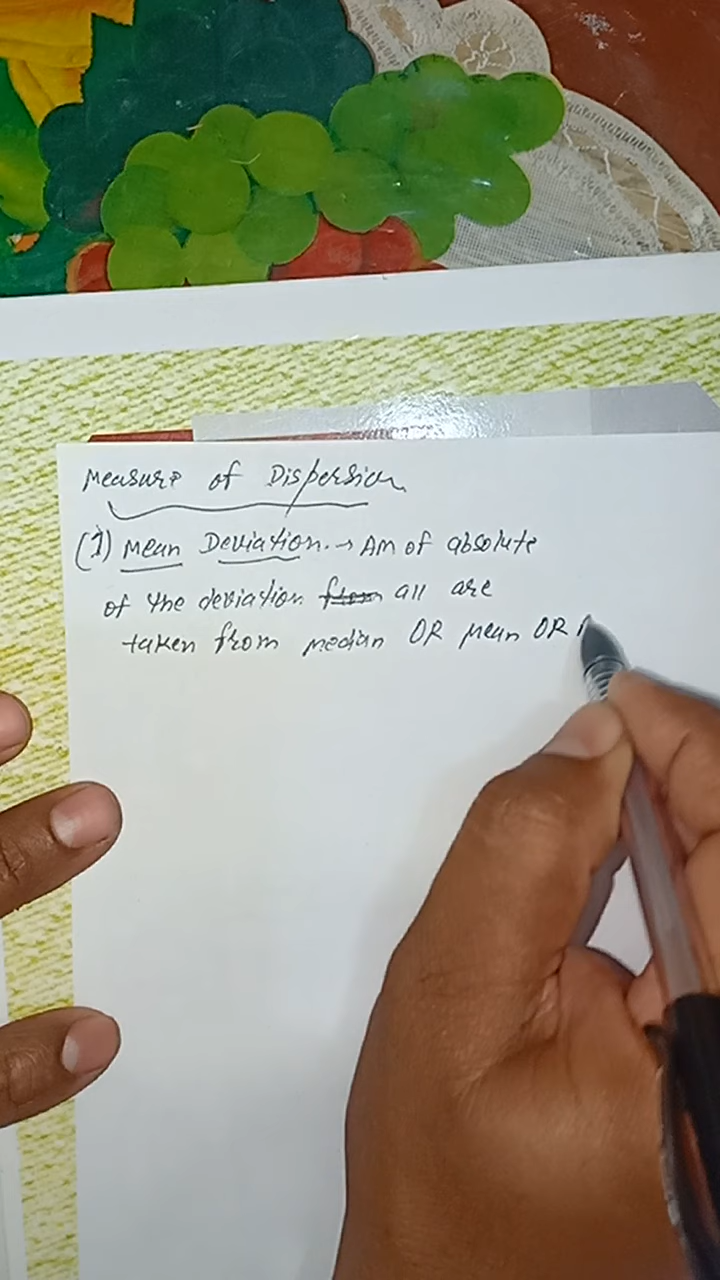 Measure of Dispersion
(1) Mean Deviation. → AM of absolute
of the deviation from all are
taken from median OR Mean OR